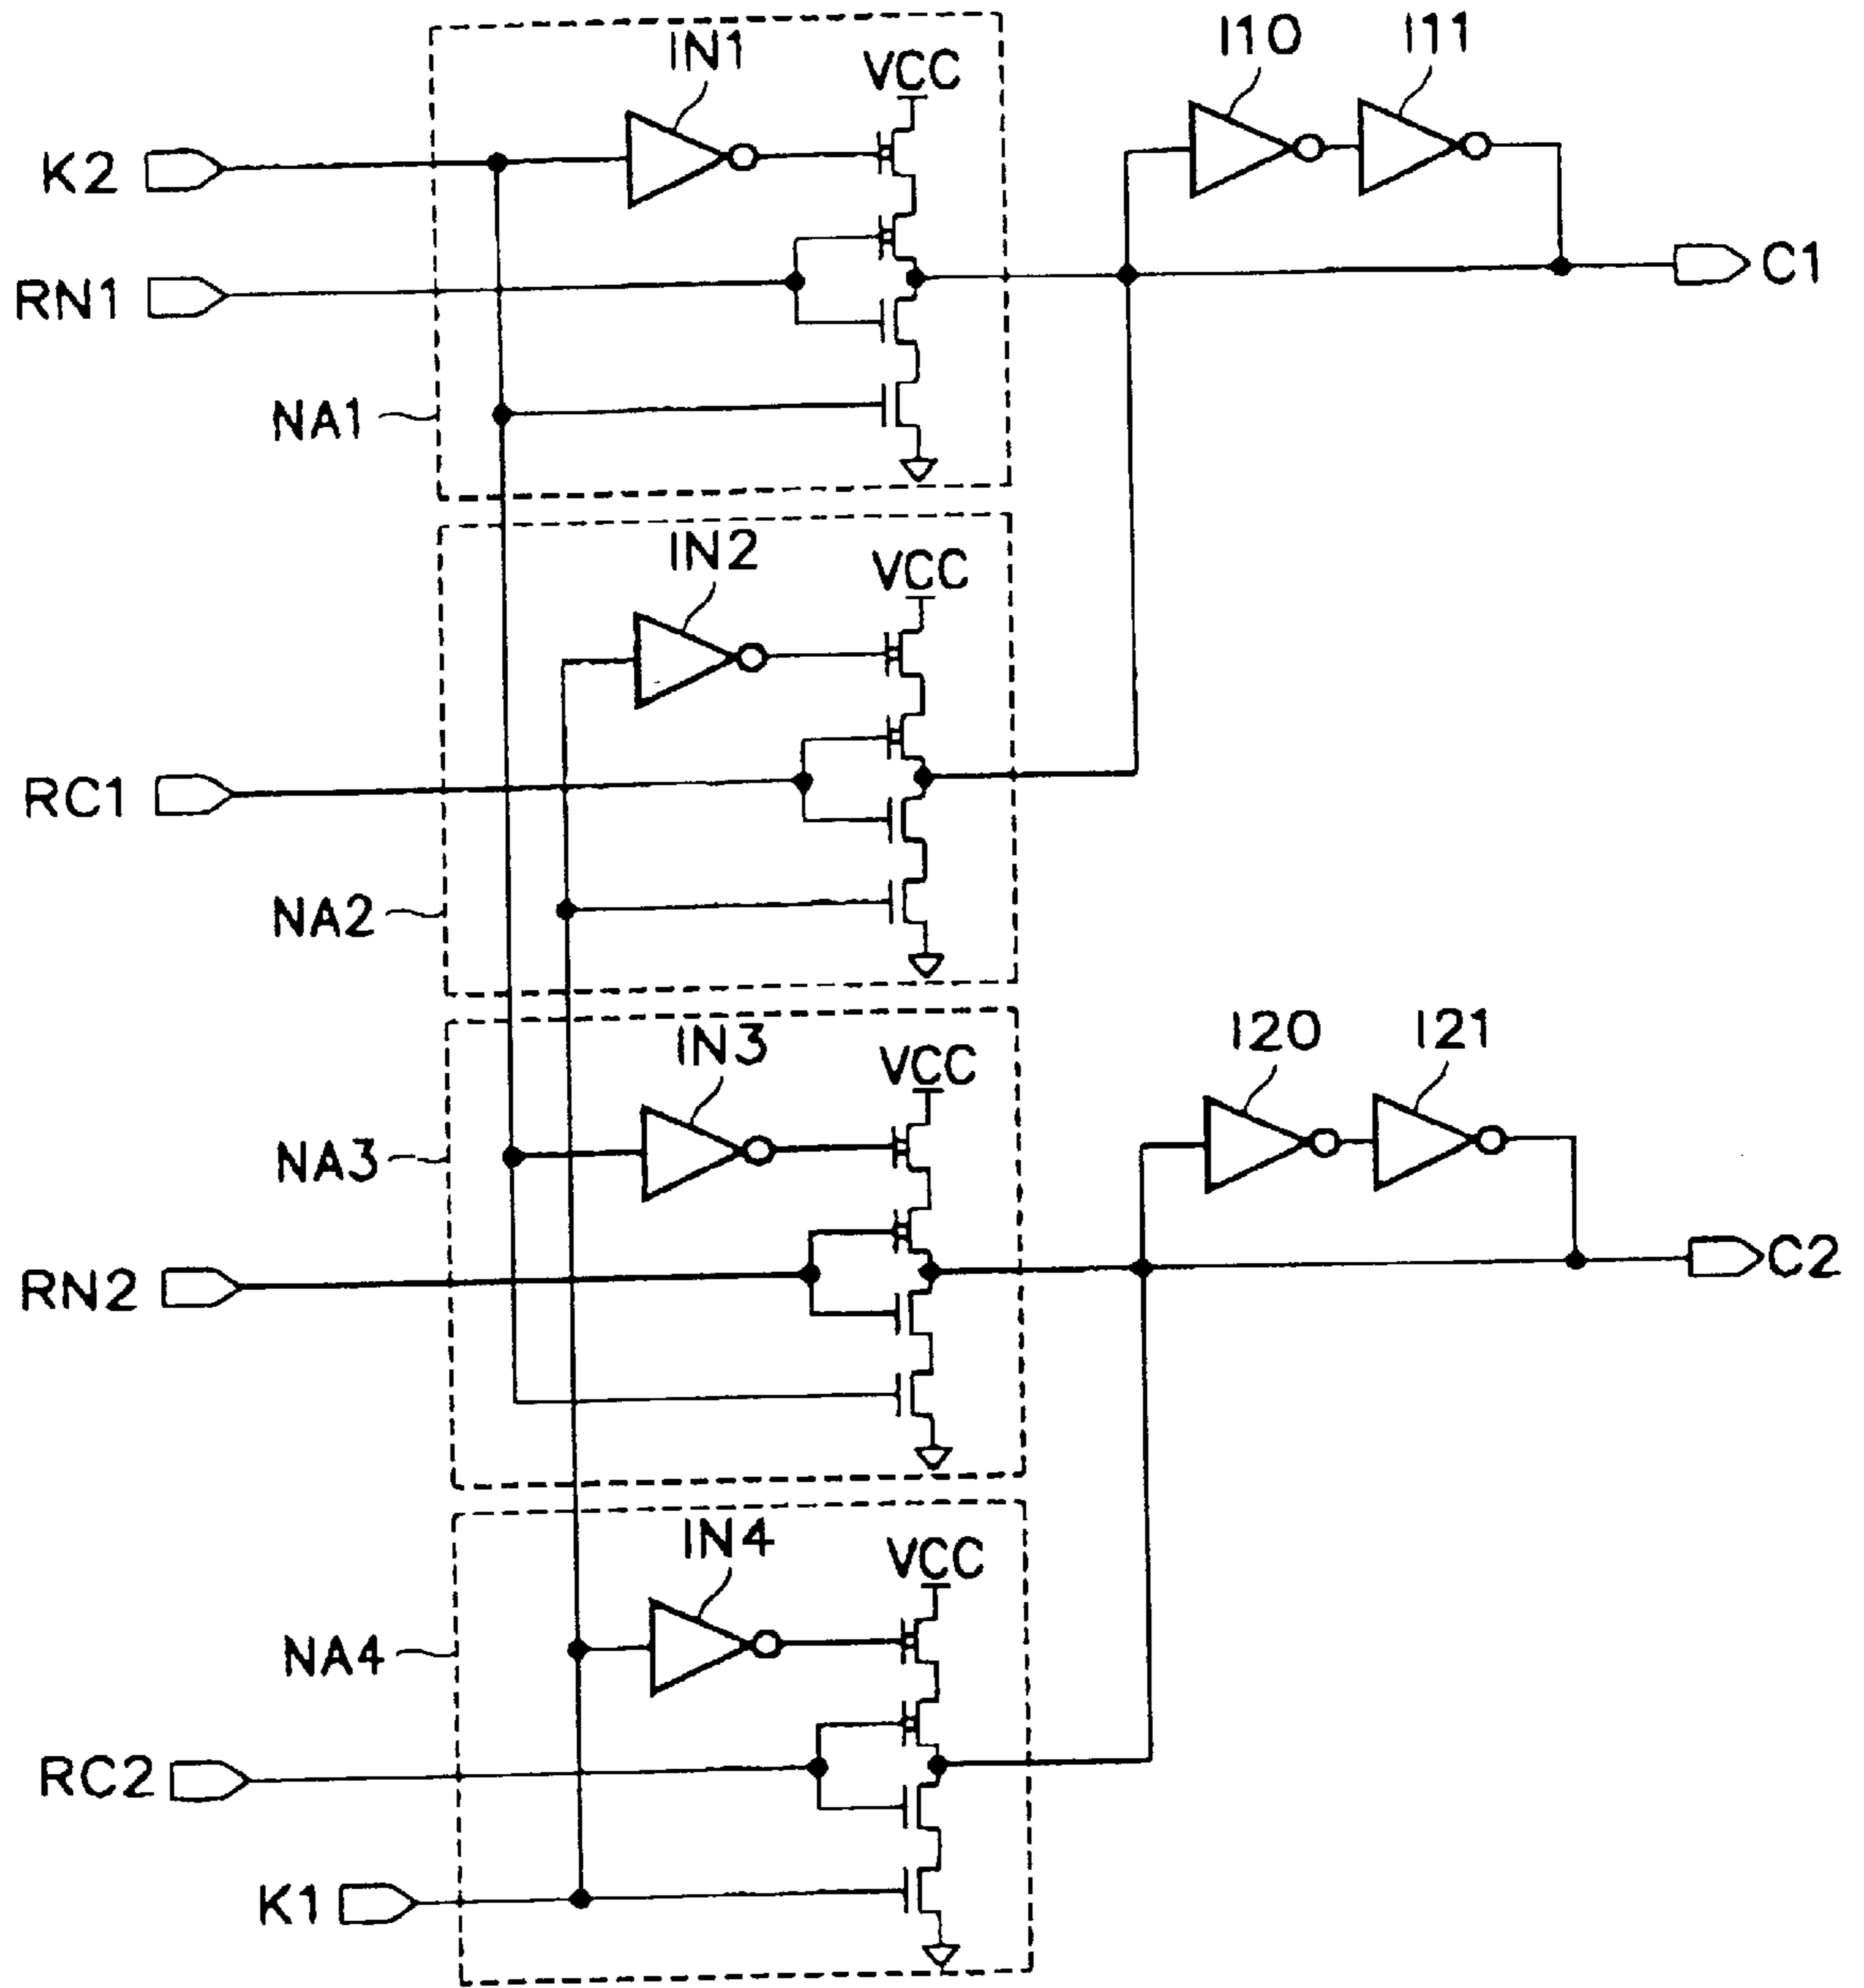 IN1
VCC
I10
I11
K2
RN1
C1
NA1
IN2
VCC
RC1
NA2
IN3
VCC
I20
I21
NA3
RN2
C2
IN4
VCC
NA4
RC2
K1